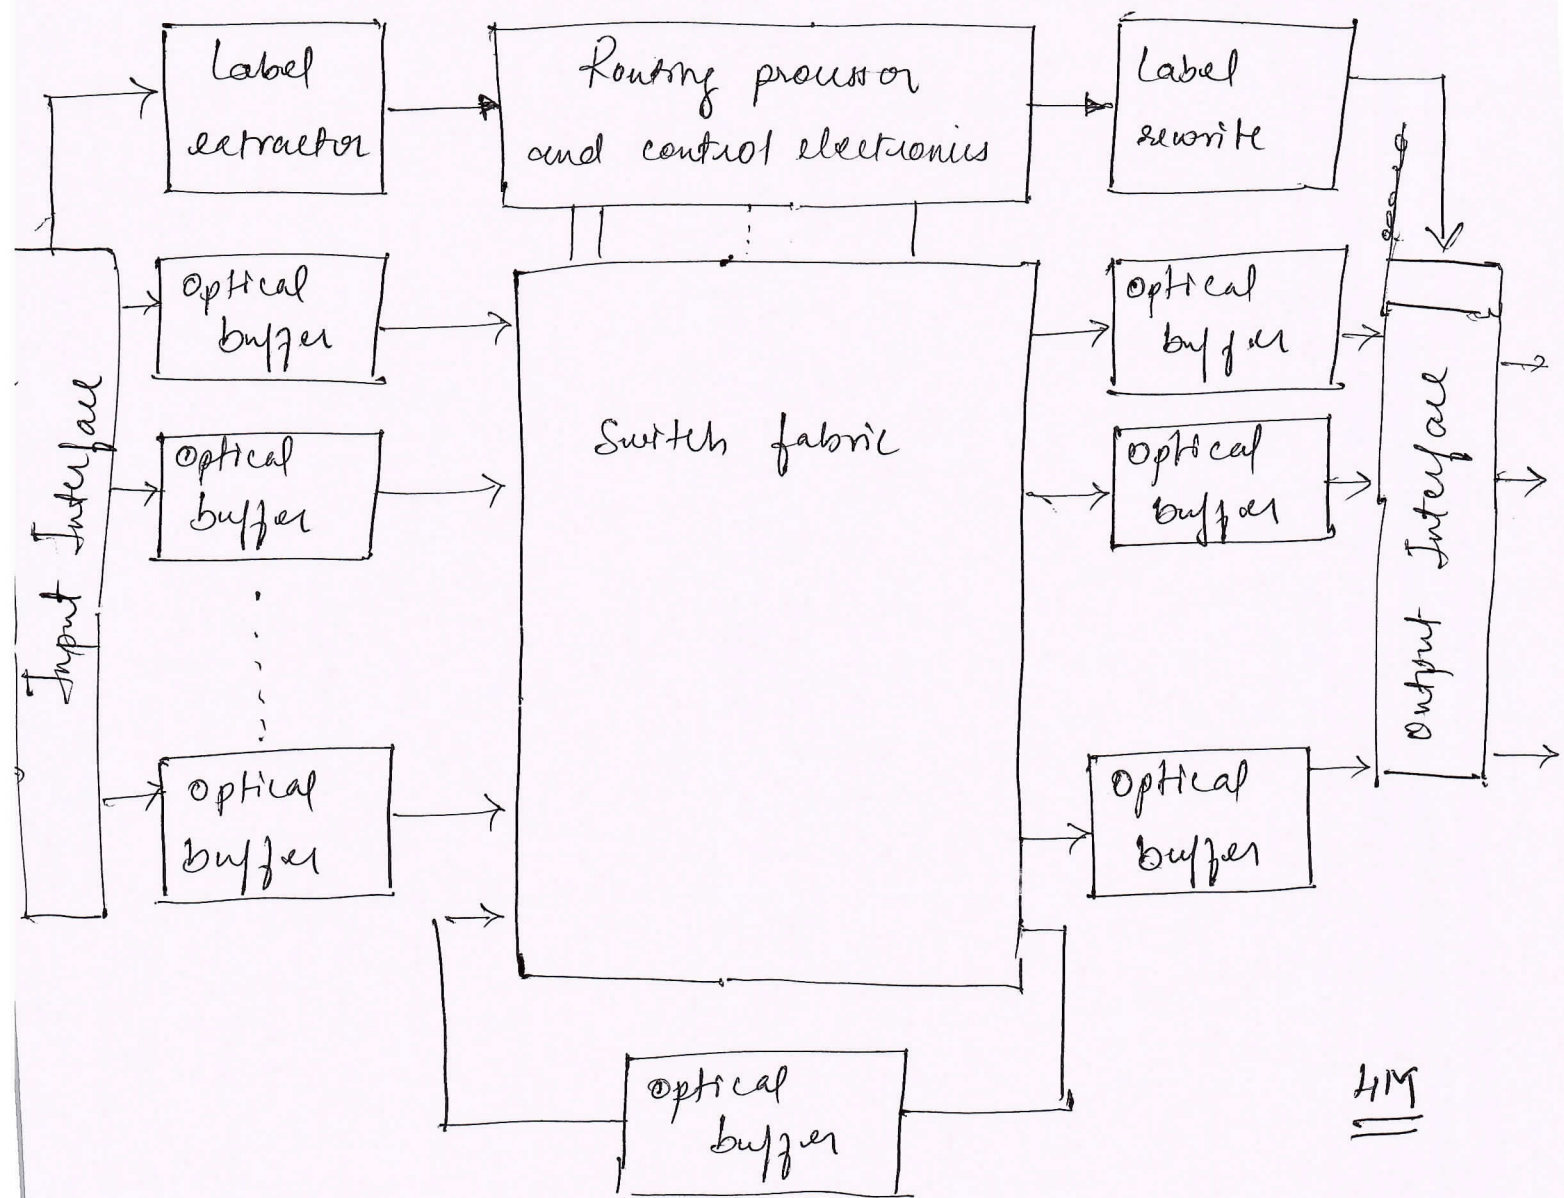 Label
extractor
Routing processor
and control electronics
Label
rewrite
Input Interface
Optical
buffer
Optical
buffer
Optical
buffer
Switch fabric
Optical
buffer
Optical
buffer
Optical
buffer
Output Interface
Optical
buffer
4M